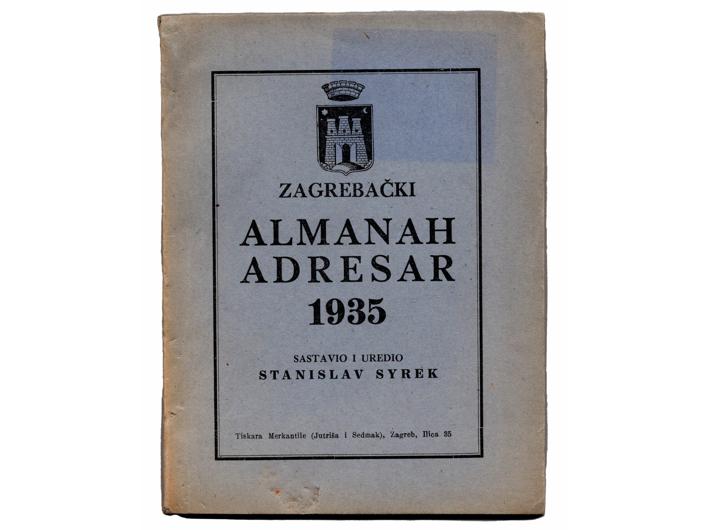 ZAGREBAČKI
ALMANAH
ADRESAR
1935
SASTAVIO I UREDIO
STANISLAV SYREK
Tiskara Merkantile (Jutriša i Sedmak), Zagreb, Ilica 35